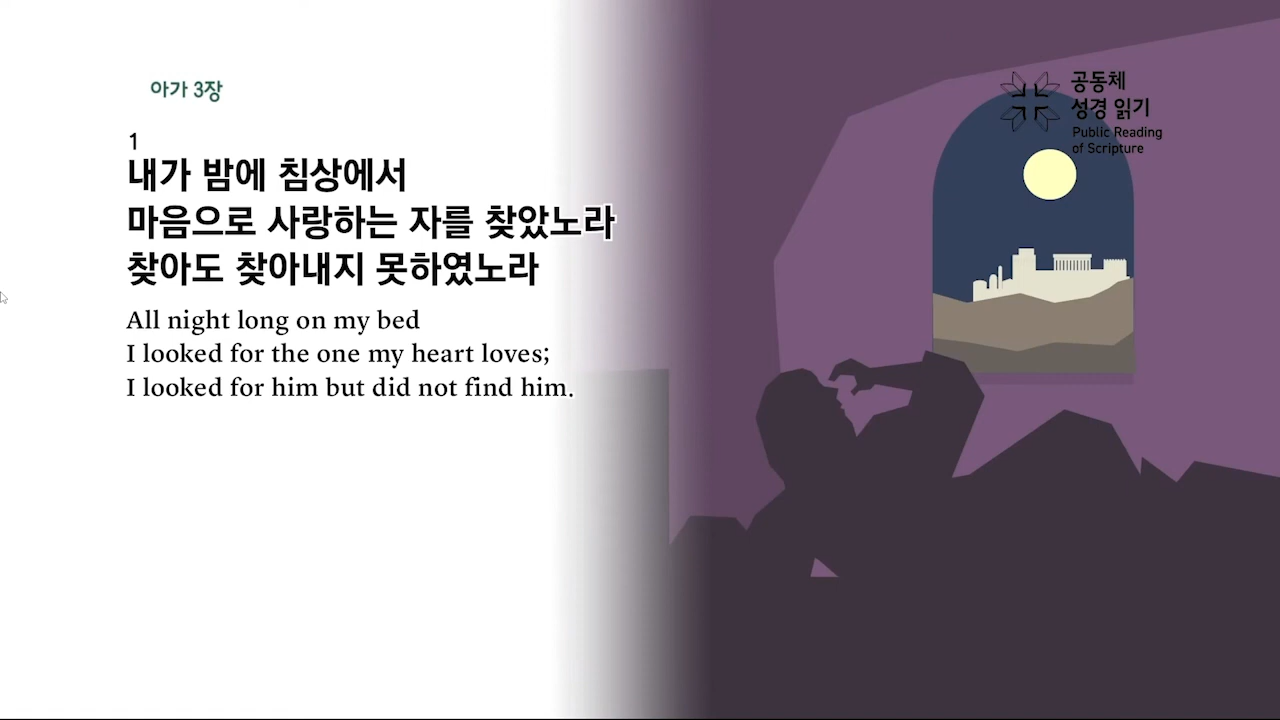 아가 3장
1
내가 밤에 침상에서
마음으로 사랑하는 자를 찾았노라
찾아도 찾아내지 못하였노라
All night long on my bed
I looked for the one my heart loves;
I looked for him but did not find him.
공동체
성경 읽기
Public Reading
of Scripture